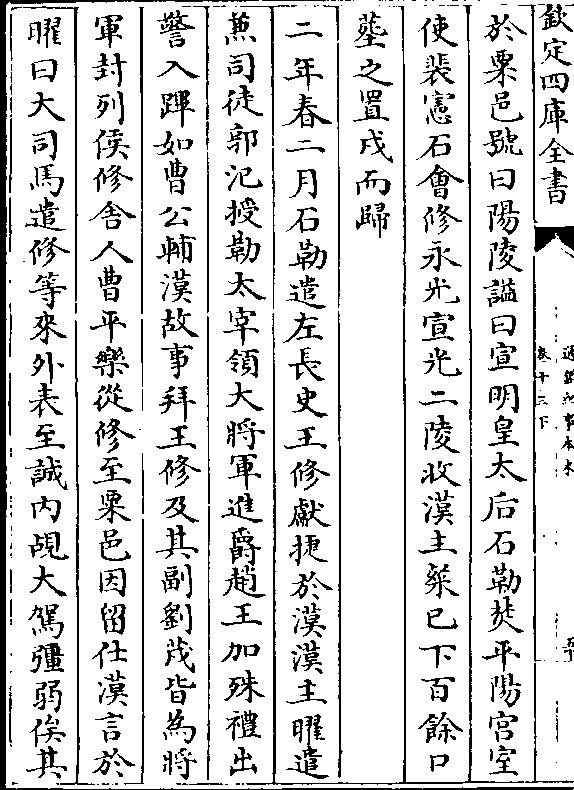 欽定四庫全書
通鑑紀事本末
卷十三下
於粟邑號曰陽陵諡曰宣明皇太后石勒焚平陽宮室
使裴憲石會修永光宣光二陵收漢主粲已下百餘口
𦵏之置戍而歸
二年春二月石勒遣左長史王修獻捷於漢漢主曜遣
兼司徒郭汜授勒太宰領大將軍進爵趙王加殊禮出
警入蹕如曹公輔漢故事拜王修及其副劉茂皆為將
軍封列侯修舍人曹平樂從修至粟邑因留仕漢言於
曜曰大司馬遣修等來外表至誠内覘大駕彊弱俟其